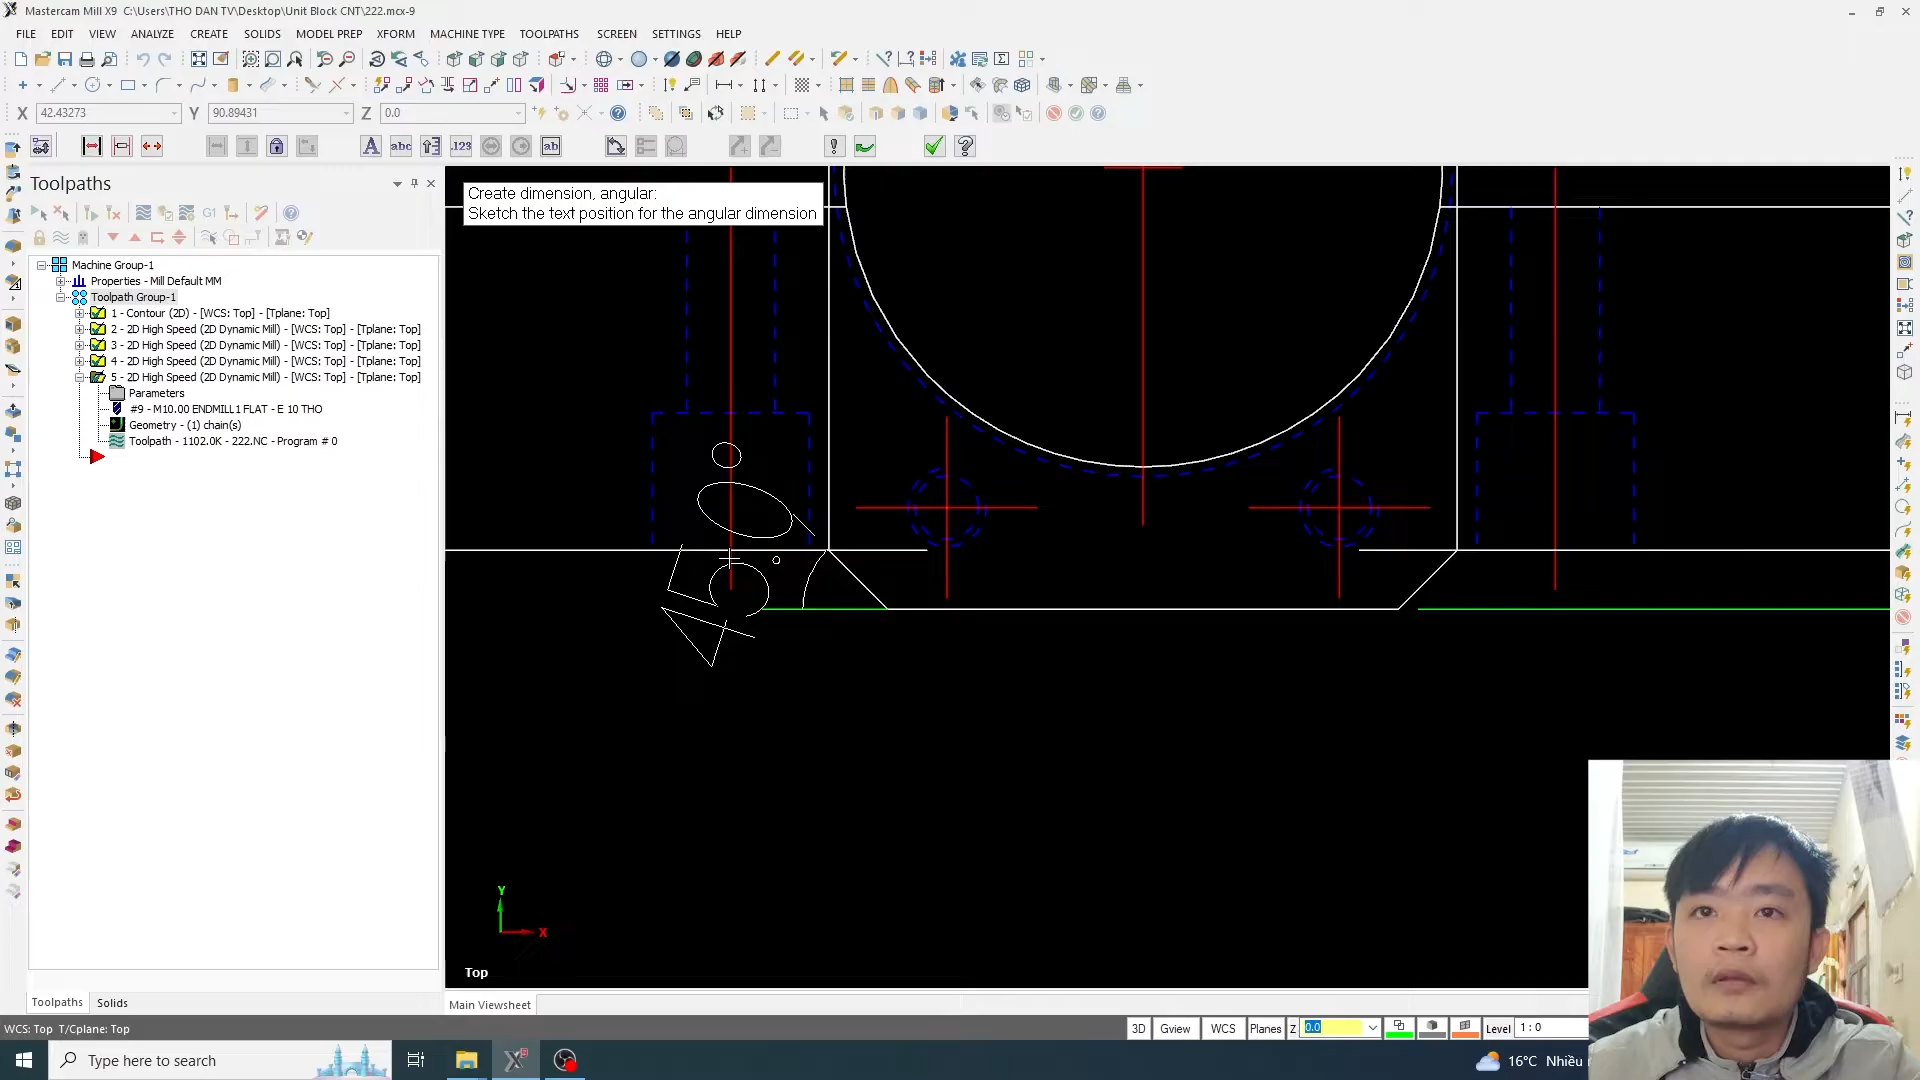 Mastercam Mill X9 C:\Users\THO DAN TV\Desktop\Unit Block CNT\222.mcx-9
FILE EDIT VIEW ANALYZE CREATE SOLIDS MODEL PREP XFORM MACHINE TYPE TOOLPATHS SCREEN SETTINGS HELP
X 42.43273 Y 90.89431 Z 0.0
Toolpaths
Create dimension, angular:
Sketch the text position for the angular dimension
G1
Machine Group-1
Properties - Mill Default MM
Toolpath Group-1
1 - Contour (2D) - [WCS: Top] - [Tplane: Top]
2 - 2D High Speed (2D Dynamic Mill) - [WCS: Top] - [Tplane: Top]
3 - 2D High Speed (2D Dynamic Mill) - [WCS: Top] - [Tplane: Top]
4 - 2D High Speed (2D Dynamic Mill) - [WCS: Top] - [Tplane: Top]
5 - 2D High Speed (2D Dynamic Mill) - [WCS: Top] - [Tplane: Top]
Parameters
#9 - M10.00 ENDMILL1 FLAT - E 10 THO
Geometry - (1) chain(s)
Toolpath - 1102.0K - 222.NC - Program # 0
Y
X
Top
Toolpaths Solids
Main Viewsheet
WCS: Top T/Cplane: Top
3D Gview WCS Planes Z 0.0 Level 1 : 0
Type here to search
16°C Nhiều